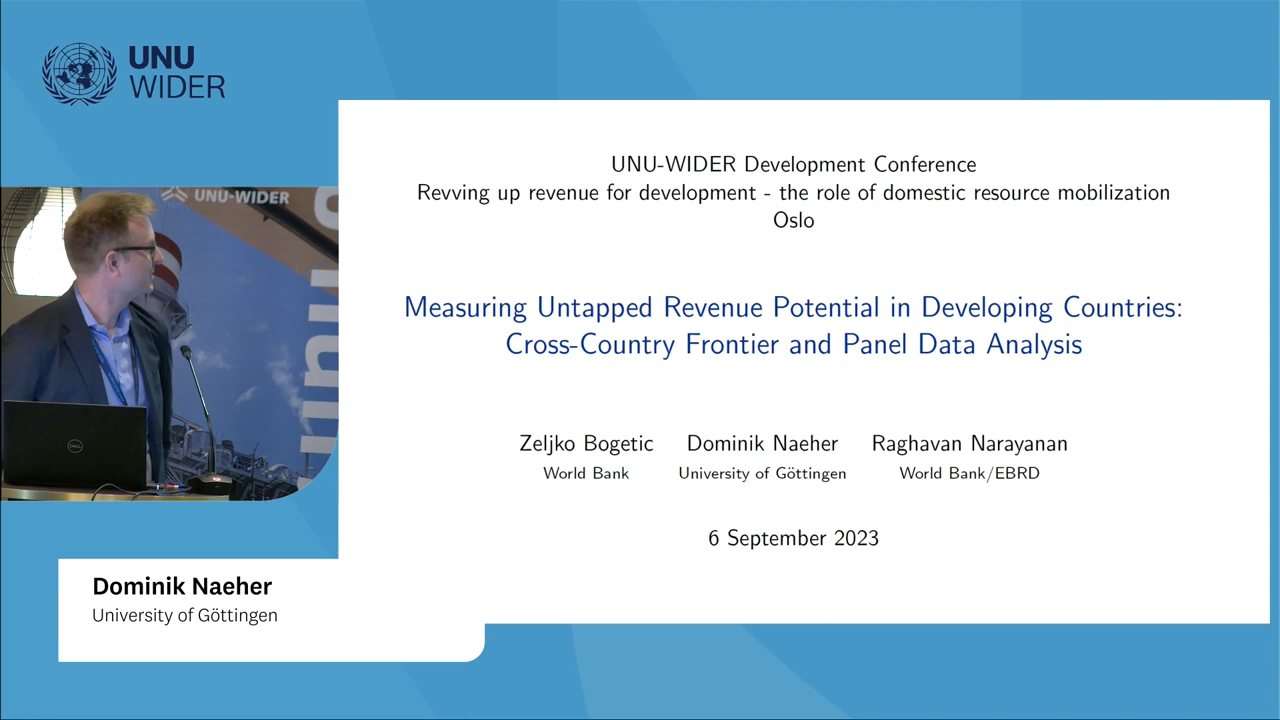 UNU
WIDER
UNU-WIDER
UNU-WIDER Development Conference
Revving up revenue for development - the role of domestic resource mobilization
Oslo
Measuring Untapped Revenue Potential in Developing Countries:
Cross-Country Frontier and Panel Data Analysis
Zeljko Bogetic Dominik Naeher Raghavan Narayanan
World Bank University of Göttingen World Bank/EBRD
6 September 2023
DELL
Dominik Naeher
University of Göttingen